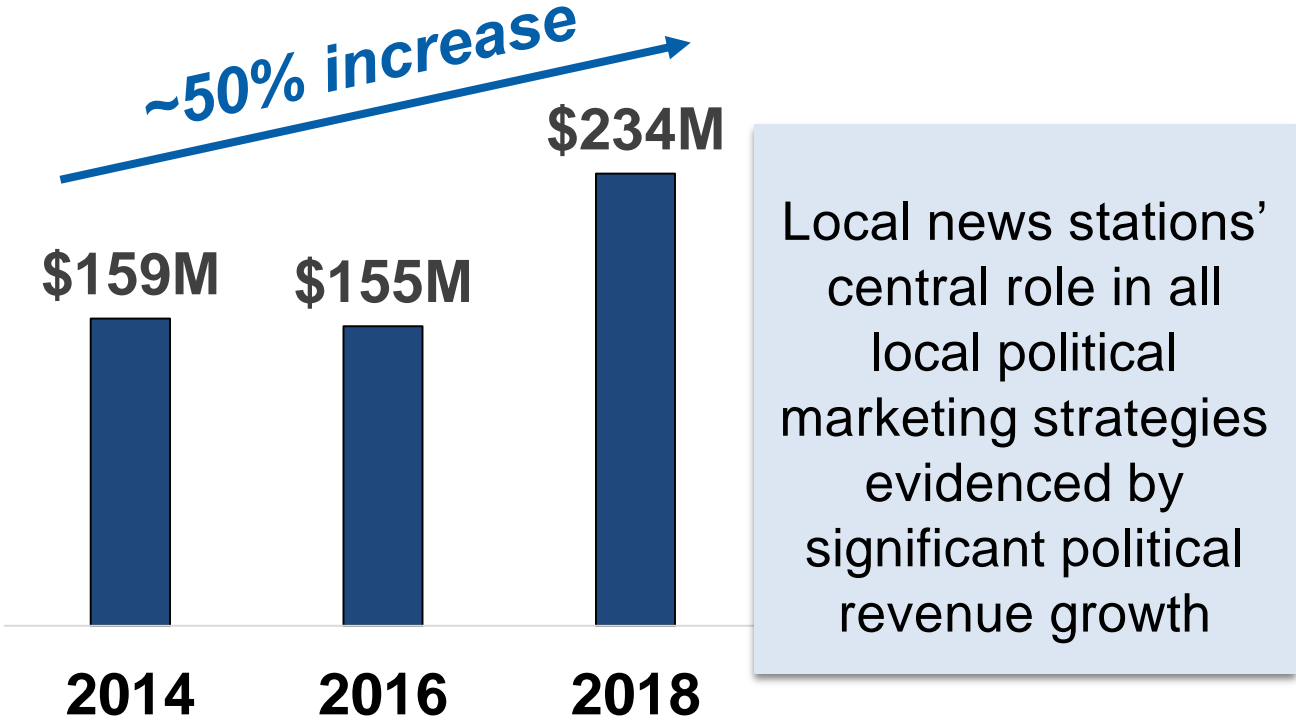 ~50% increase
$234M
$159M
$155M
2014
2016
2018
Local news stations’
central role in all
local political
marketing strategies
evidenced by
significant political
revenue growth